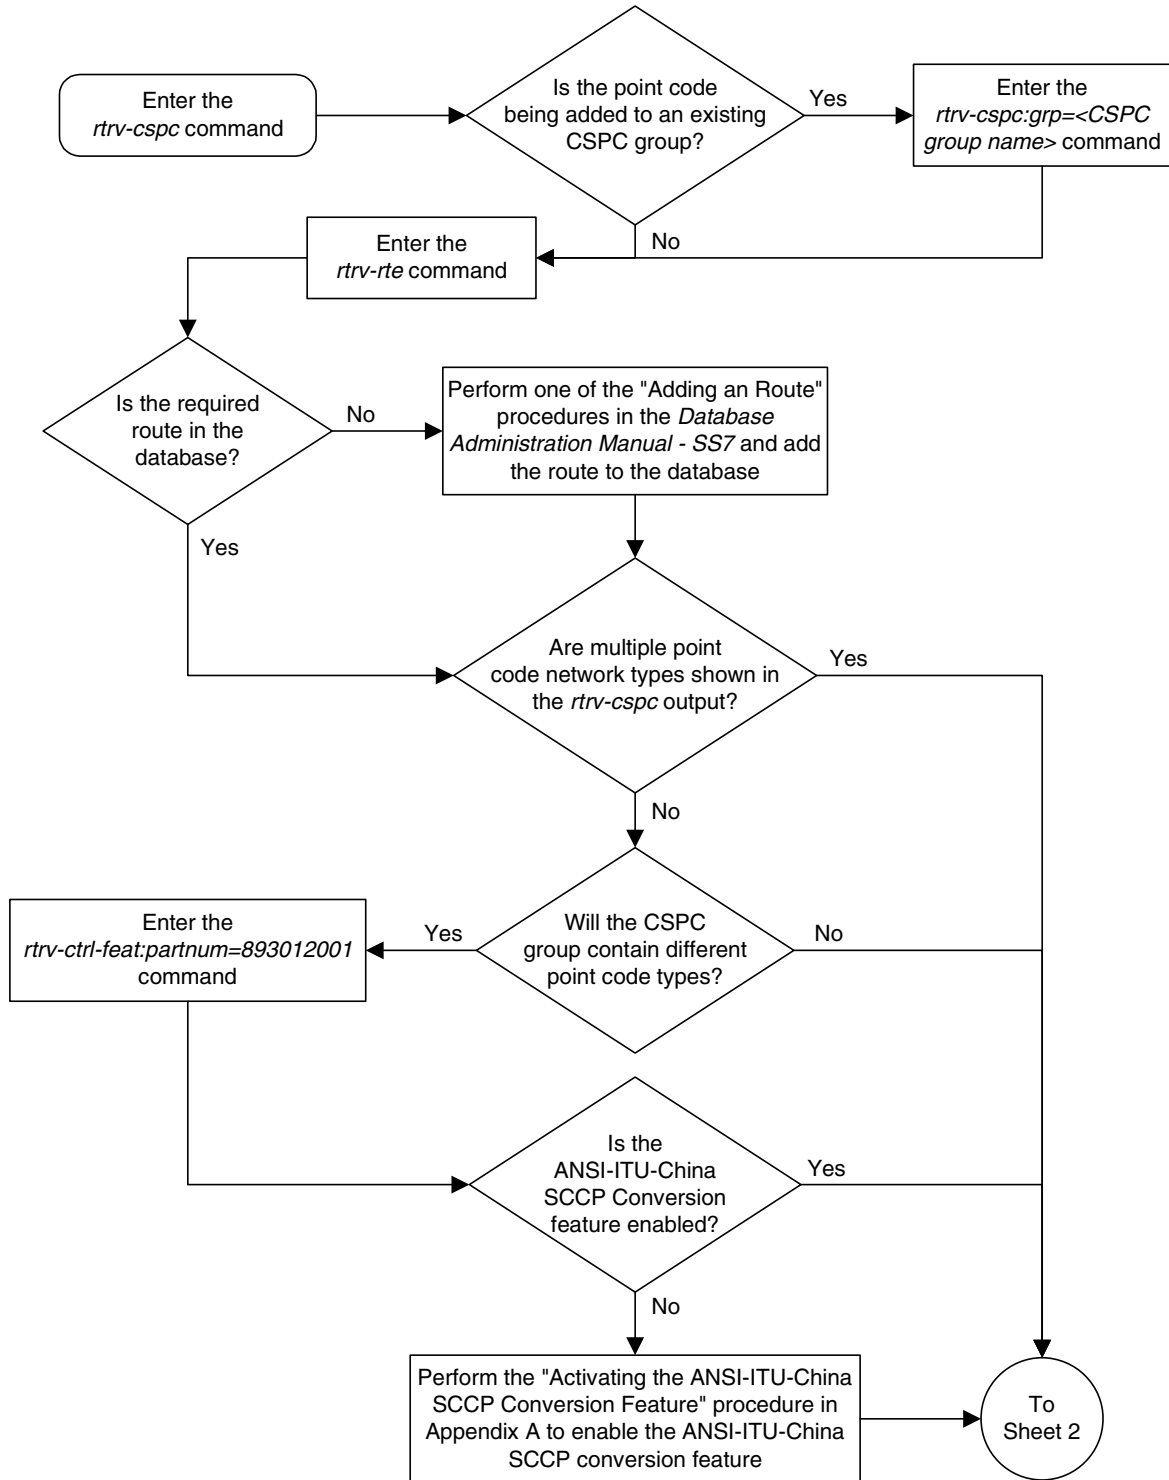 Enter the
rtrv-cspc command
Is the point code
being added to an existing
CSPC group?
Yes
Enter the
rtrv-cspc:grp=<CSPC
group name> command
No
Enter the
rtrv-rte command
Is the required
route in the
database?
No
Perform one of the "Adding an Route"
procedures in the Database
Administration Manual - SS7 and add
the route to the database
Yes
Are multiple point
code network types shown in
the rtrv-cspc output?
Yes
No
Will the CSPC
group contain different
point code types?
Yes
No
Enter the
rtrv-ctrl-feat:partnum=893012001
command
Is the
ANSI-ITU-China
SCCP Conversion
feature enabled?
Yes
No
Perform the "Activating the ANSI-ITU-China
SCCP Conversion Feature" procedure in
Appendix A to enable the ANSI-ITU-China
SCCP conversion feature
To
Sheet 2